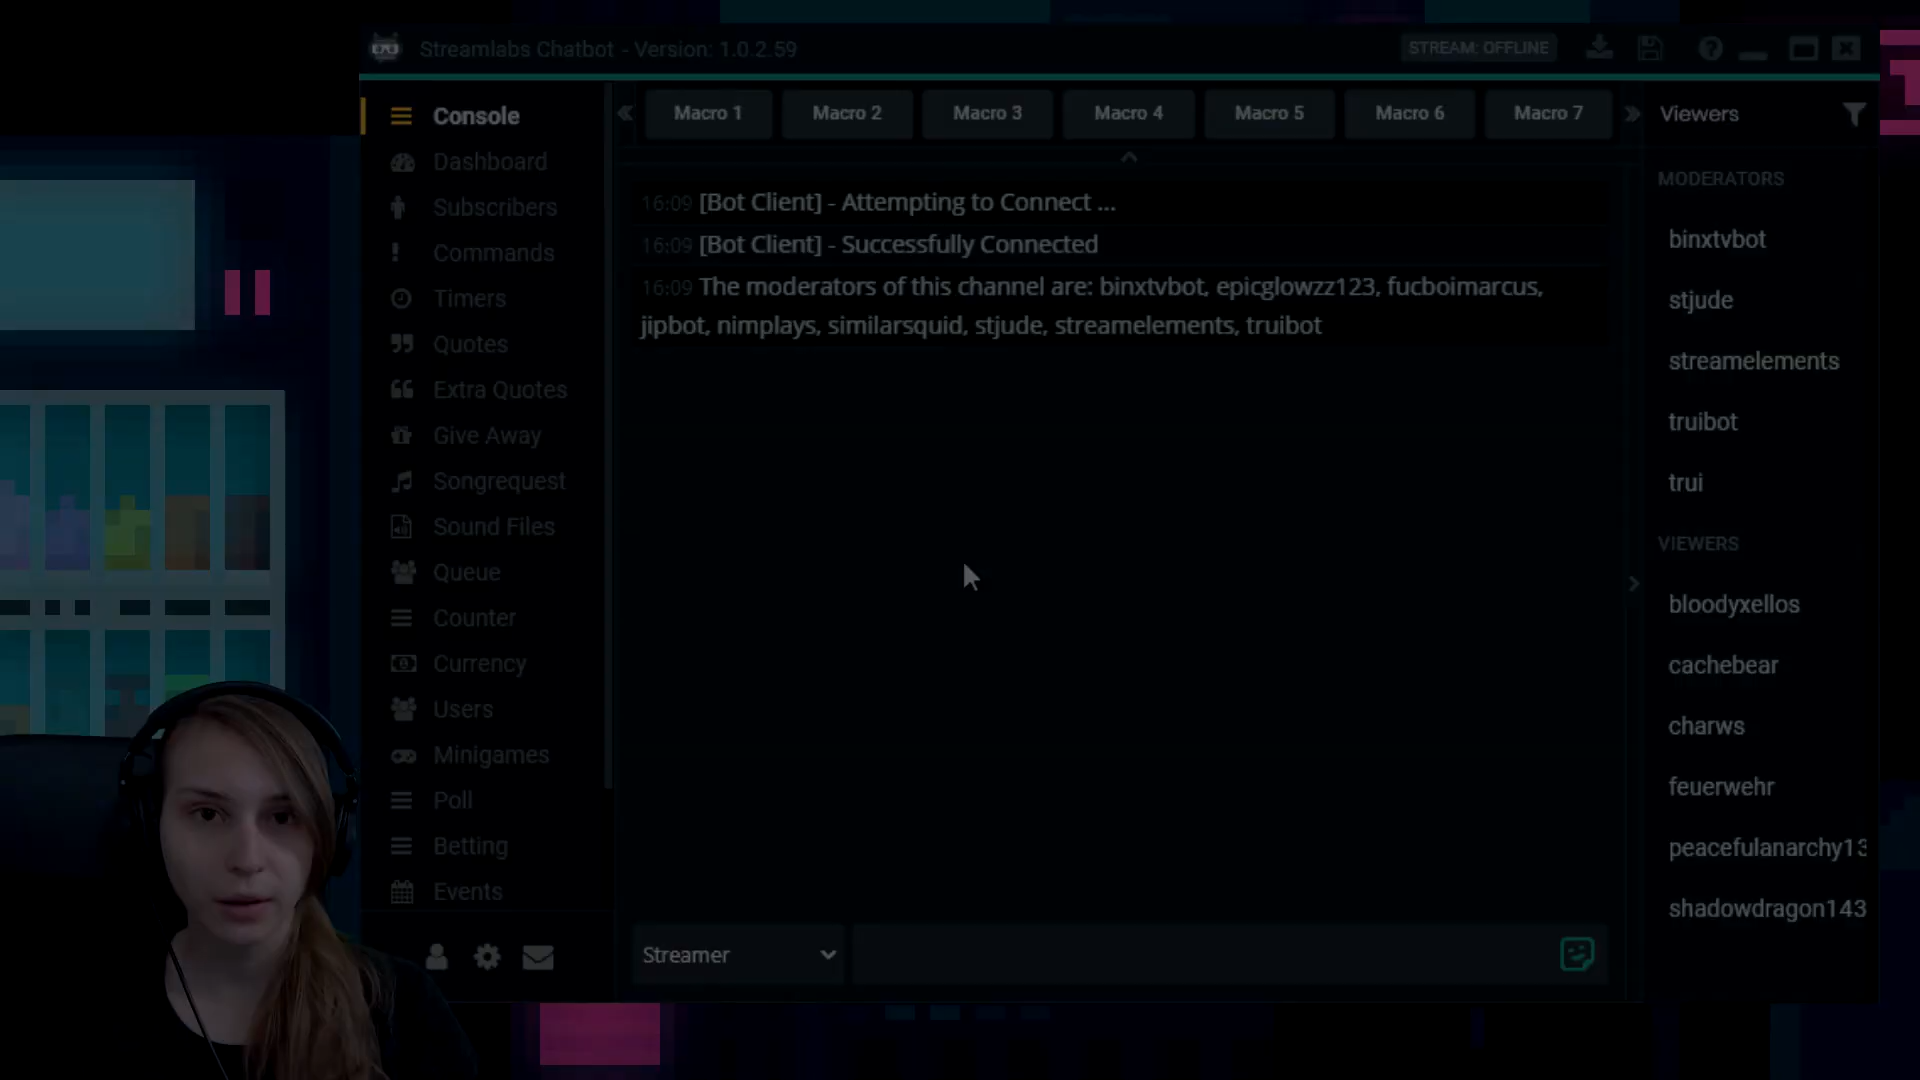 Streamlabs Chatbot - Version: 1.0.2.59
STREAM: OFFLINE
Console
Dashboard
Subscribers
Commands
Timers
Quotes
Extra Quotes
Give Away
Songrequest
Sound Files
Queue
Counter
Currency
Users
Minigames
Poll
Betting
Events
Macro 1
Macro 2
Macro 3
Macro 4
Macro 5
Macro 6
Macro 7
16:09 [Bot Client] - Attempting to Connect ...
16:09 [Bot Client] - Successfully Connected
16:09 The moderators of this channel are: binxtvbot, epicglowzz123, fucboimarcus,
jipbot, nimplays, similarsquid, stjude, streamelements, truibot
Streamer
Viewers
MODERATORS
binxtvbot
stjude
streamelements
truibot
trui
VIEWERS
bloodyxellos
cachebear
charws
feuerwehr
peacefulanarchy13
shadowdragon143